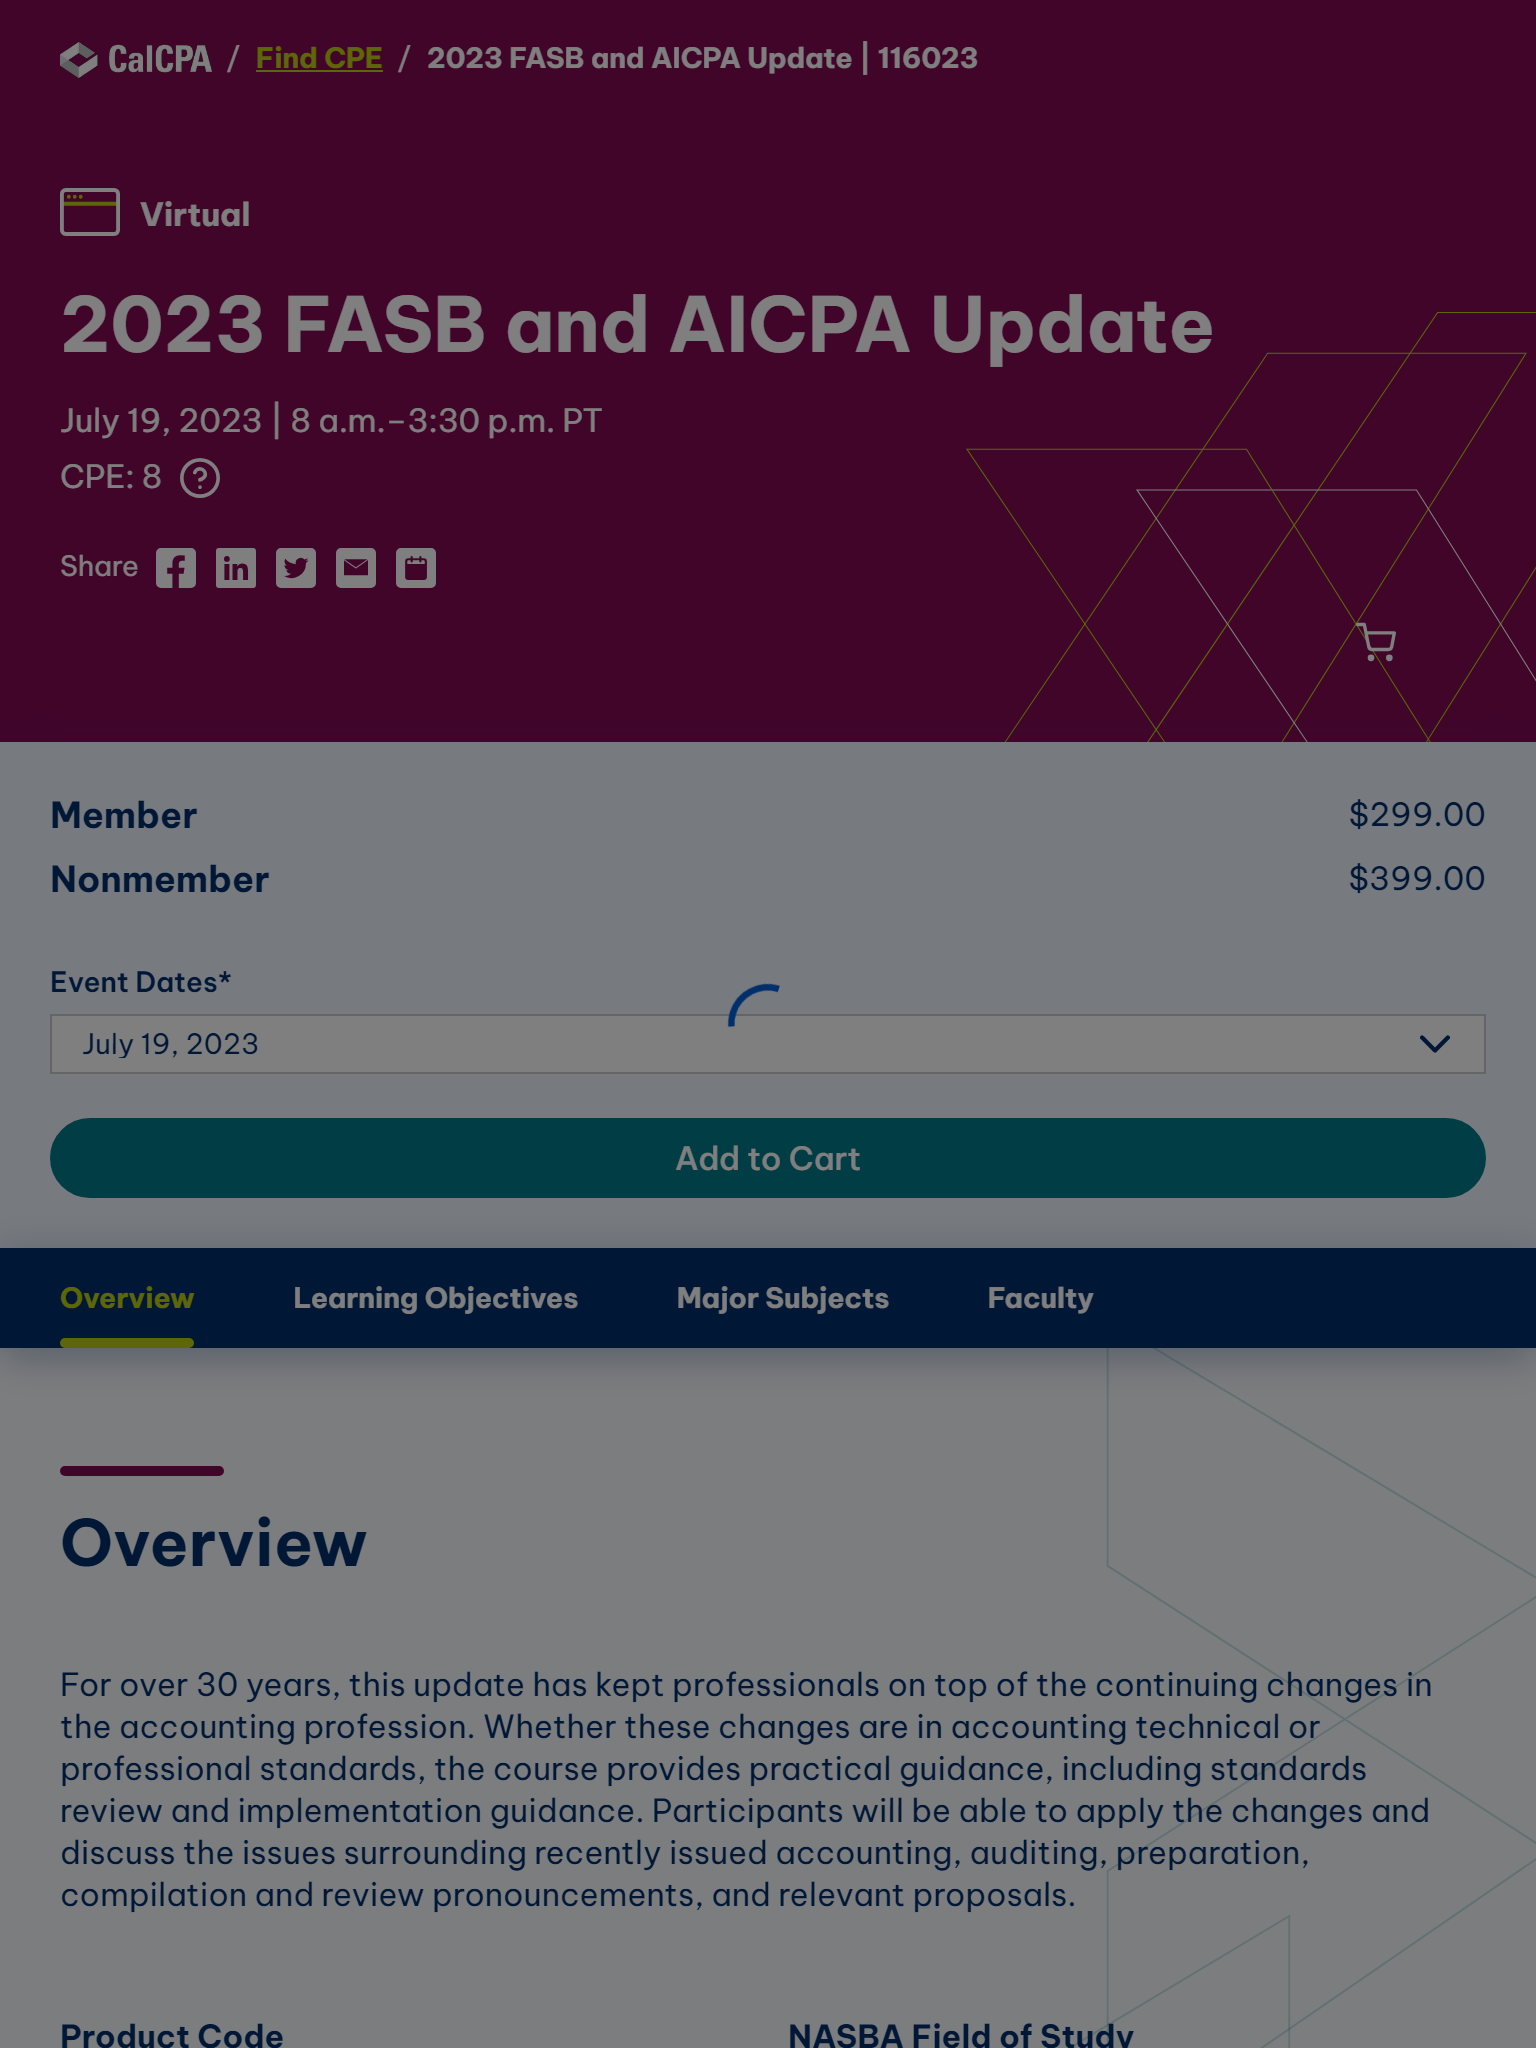 CalCPA / Find CPE / 2023 FASB and AICPA Update | 116023
Virtual
2023 FASB and AICPA Update
July 19, 2023 | 8 a.m.–3:30 p.m. PT
CPE: 8 ?
Share
Member $299.00
Nonmember $399.00
Event Dates*
July 19, 2023
Add to Cart
Overview Learning Objectives Major Subjects Faculty
Overview
For over 30 years, this update has kept professionals on top of the continuing changes in
the accounting profession. Whether these changes are in accounting technical or
professional standards, the course provides practical guidance, including standards
review and implementation guidance. Participants will be able to apply the changes and
discuss the issues surrounding recently issued accounting, auditing, preparation,
compilation and review pronouncements, and relevant proposals.
Product Code NASBA Field of Study